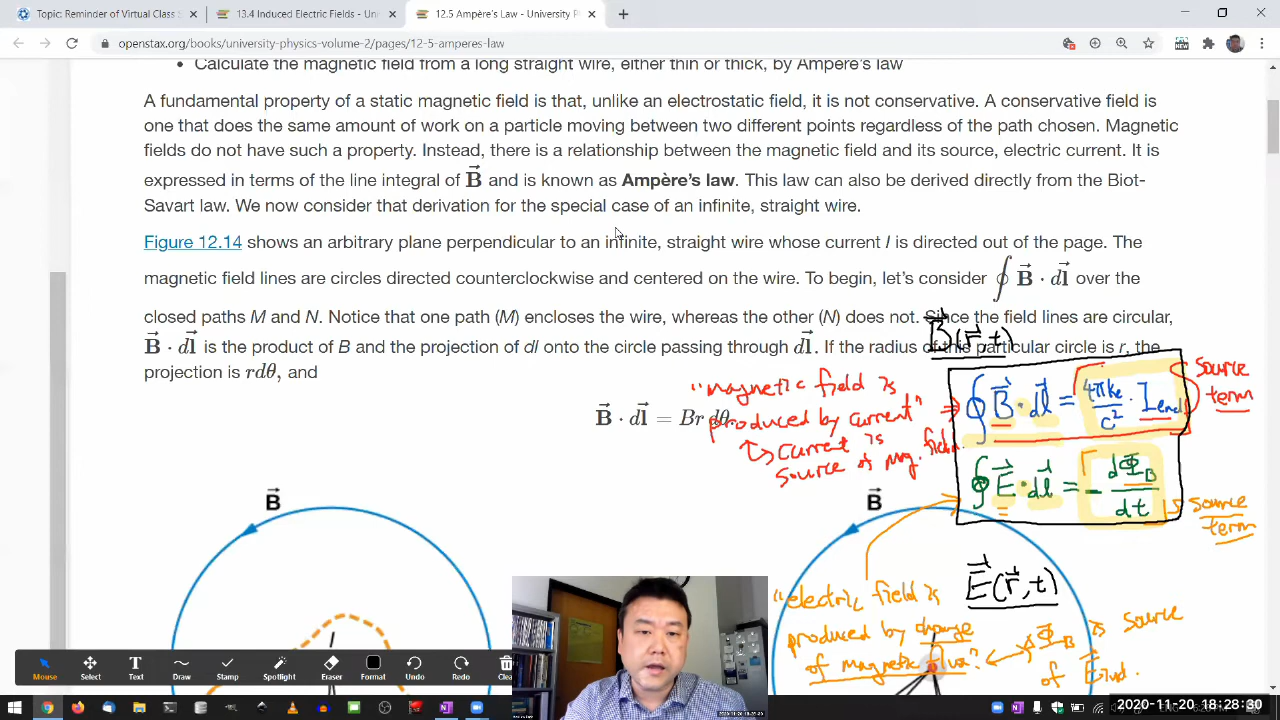 Topic: Reminder of Virtual Class
13.4 Induced Electric Fields - Un
12.5 Ampère's Law - University P
openstax.org/books/university-physics-volume-2/pages/12-5-amperes-law
• Calculate the magnetic field from a long straight wire, either thin or thick, by Ampère's law
A fundamental property of a static magnetic field is that, unlike an electrostatic field, it is not conservative. A conservative field is
one that does the same amount of work on a particle moving between two different points regardless of the path chosen. Magnetic
fields do not have such a property. Instead, there is a relationship between the magnetic field and its source, electric current. It is
expressed in terms of the line integral of B⃗ and is known as Ampère's law. This law can also be derived directly from the Biot-
Savart law. We now consider that derivation for the special case of an infinite, straight wire.
Figure 12.14 shows an arbitrary plane perpendicular to an infinite, straight wire whose current I is directed out of the page. The
magnetic field lines are circles directed counterclockwise and centered on the wire. To begin, let's consider ∮ B⃗ · dl⃗ over the
closed paths M and N. Notice that one path (M) encloses the wire, whereas the other (N) does not. Since the field lines are circular,
B⃗ · dl⃗ is the product of B and the projection of dl onto the circle passing through dl⃗. If the radius of this particular circle is r, the
projection is rdθ, and
B⃗ · dl⃗ = Br dθ.
B⃗(r⃗, t)
∮ B⃗ · dl⃗ = 4πke/c² · Iencl
source
term
"magnetic field is
produced by current"
↳ current is
source of mag. field.
∮ E⃗ · dl⃗ = - dΦB/dt
source
term
B⃗
B⃗
E⃗(r⃗, t)
"electric field is
produced by change
of magnetic
ΦB is source
of Eind.
Mouse
Select
Text
Draw
Stamp
Spotlight
Eraser
Format
Undo
Redo
2020-11-20 18:28:30